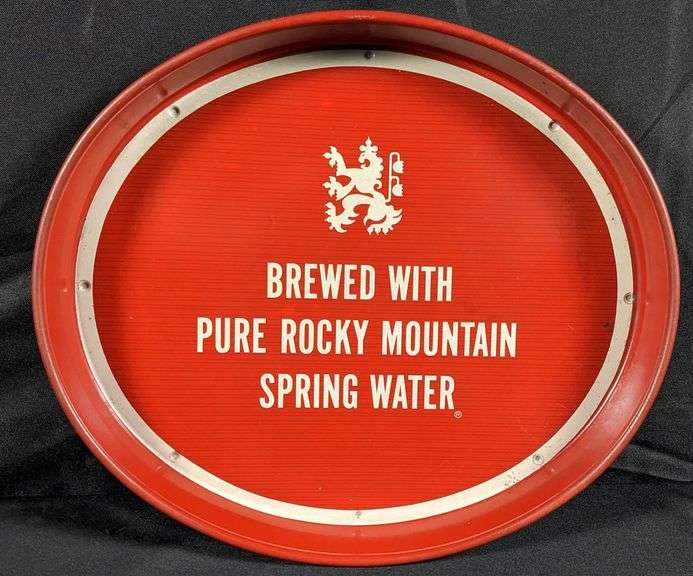 BREWED WITH
PURE ROCKY MOUNTAIN
SPRING WATER®